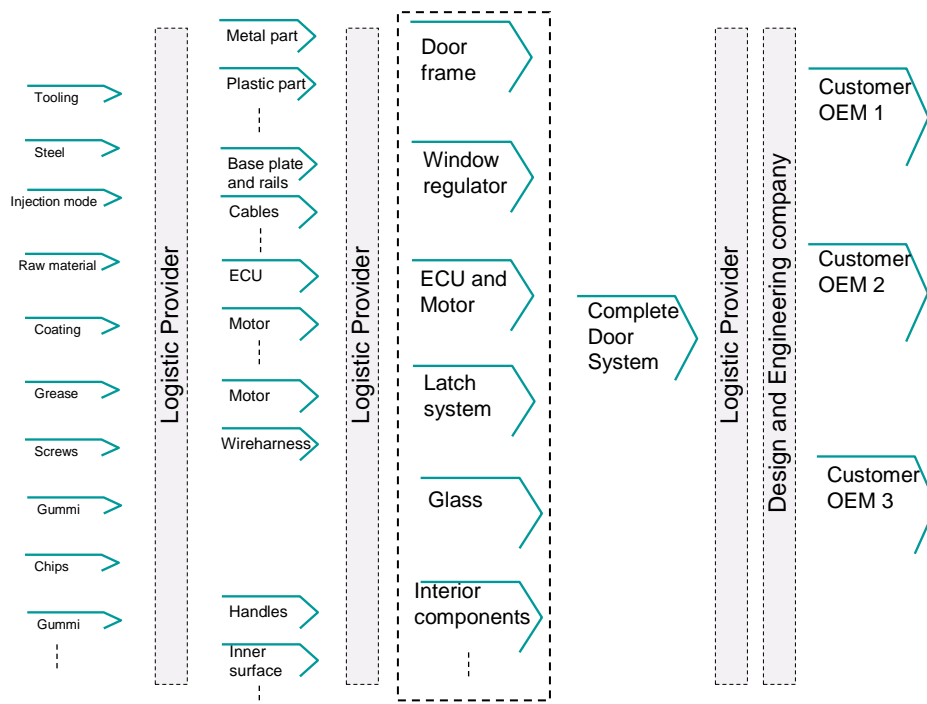 Tooling
Steel
Injection mode
Raw material
Coating
Grease
Screws
Gummi
Chips
Gummi
Logistic Provider
Metal part
Plastic part
Base plate
and rails
Cables
ECU
Motor
Motor
Wireharness
Handles
Inner
surface
Logistic Provider
Door
frame
Window
regulator
ECU and
Motor
Latch
system
Glass
Interior
components
Complete
Door
System
Logistic Provider
Design and Engineering company
Customer
OEM 1
Customer
OEM 2
Customer
OEM 3